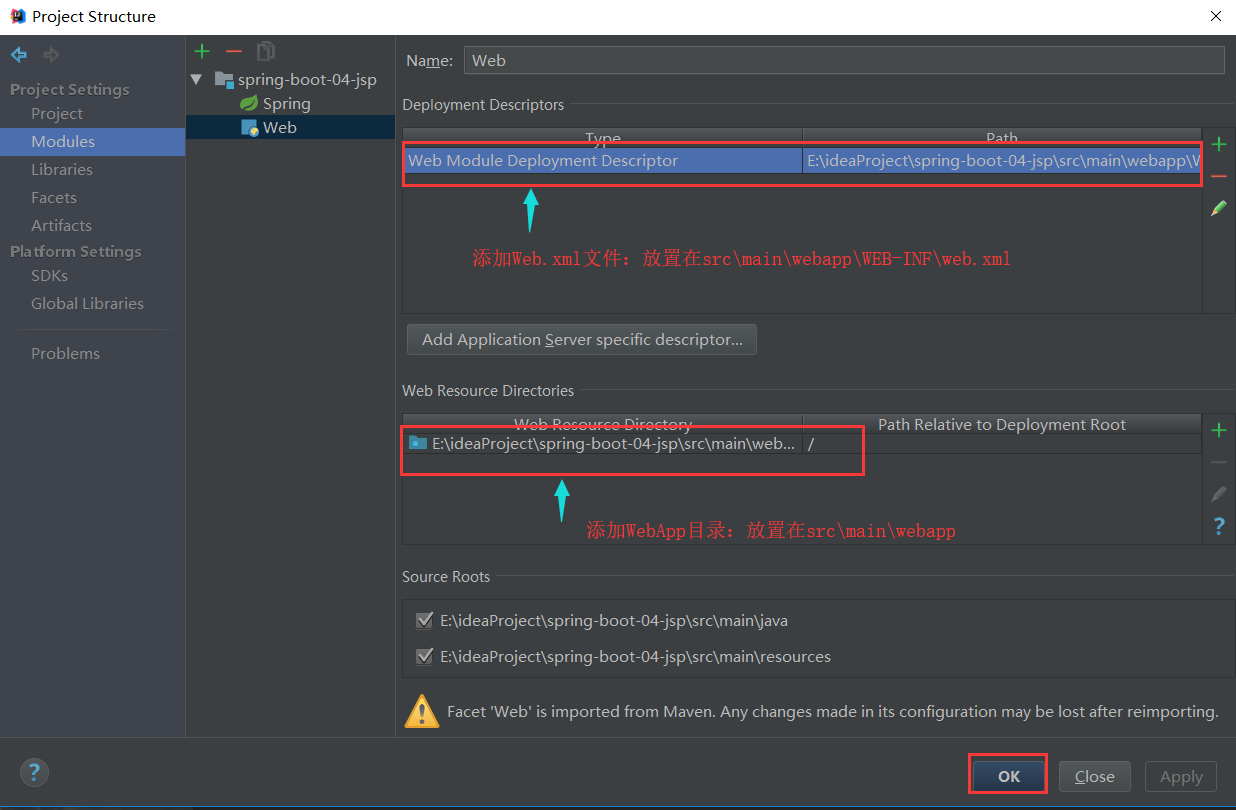 Project Structure
Project Settings
Project
Modules
Libraries
Facets
Artifacts
Platform Settings
SDKs
Global Libraries
Problems
spring-boot-04-jsp
Spring
Web
Name: Web
Deployment Descriptors
Type Path
Web Module Deployment Descriptor E:\ideaProject\spring-boot-04-jsp\src\main\webapp\W
添加Web.xml文件：放置在src\main\webapp\WEB-INF\web.xml
Add Application Server specific descriptor...
Web Resource Directories
Web Resource Directory Path Relative to Deployment Root
E:\ideaProject\spring-boot-04-jsp\src\main\web... /
添加WebApp目录：放置在src\main\webapp
Source Roots
E:\ideaProject\spring-boot-04-jsp\src\main\java
E:\ideaProject\spring-boot-04-jsp\src\main\resources
Facet 'Web' is imported from Maven. Any changes made in its configuration may be lost after reimporting.
? OK Close Apply